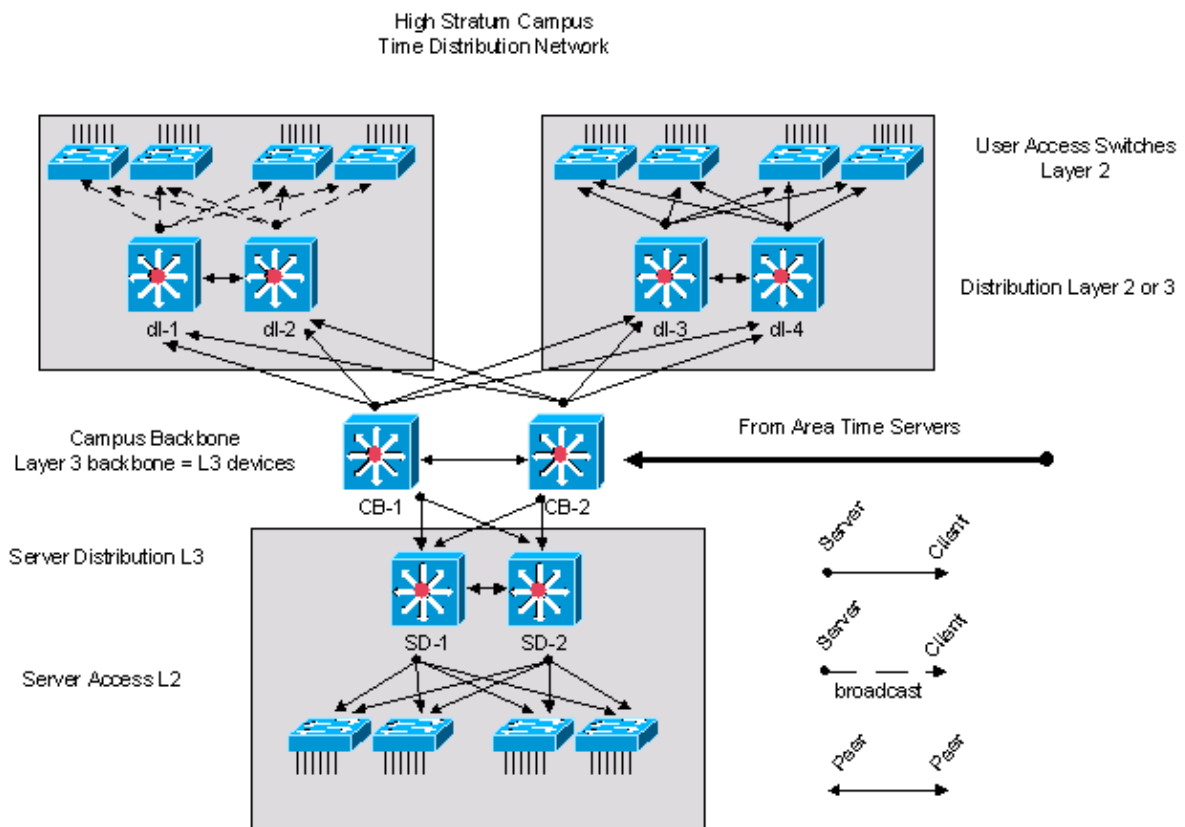 High Stratum Campus
Time Distribution Network
User Access Switches
Layer 2
dl-1
dl-2
dl-3
dl-4
Distribution Layer 2 or 3
Campus Backbone
Layer 3 backbone = L3 devices
From Area Time Servers
CB-1
CB-2
Server Distribution L3
SD-1
SD-2
Server Access L2
Server
Client
Server
Client
broadcast
Peer
Peer